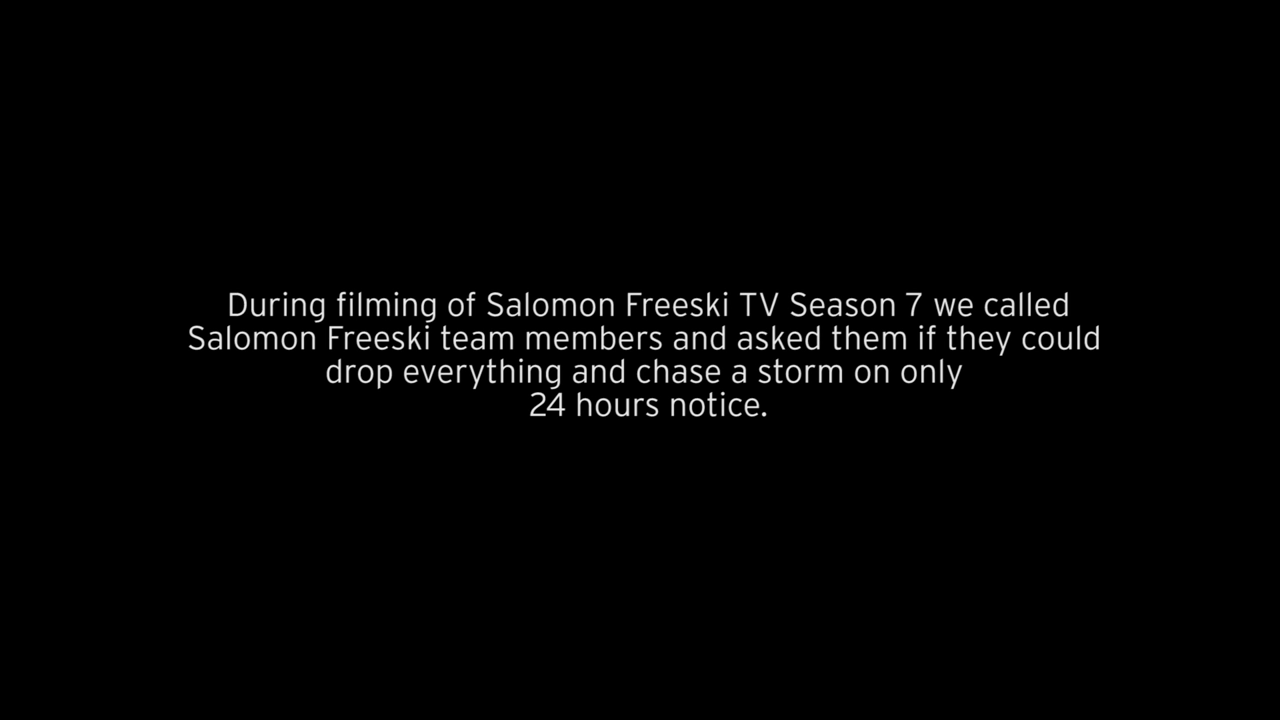 During filming of Salomon Freeski TV Season 7 we called
Salomon Freeski team members and asked them if they could
drop everything and chase a storm on only
24 hours notice.